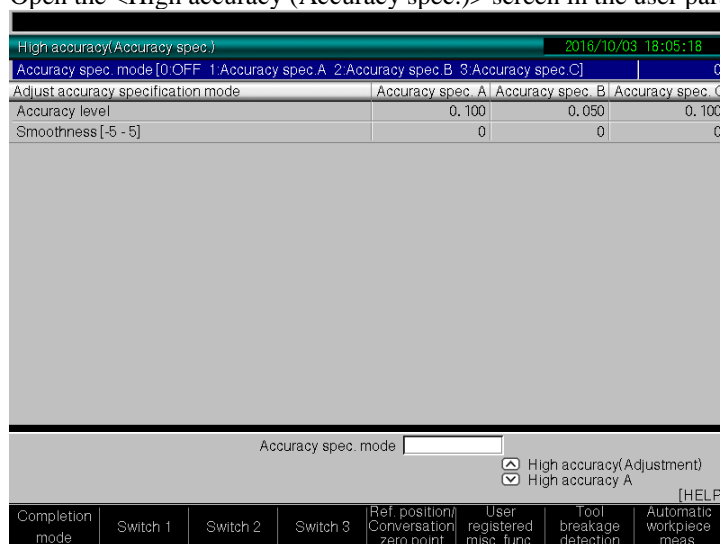 Open the <High accuracy (Accuracy spec.)> screen in the user par
High accuracy(Accuracy spec.) 2016/10/03 18:05:18
Accuracy spec. mode [0:OFF 1:Accuracy spec.A 2:Accuracy spec.B 3:Accuracy spec.C] 0
Adjust accuracy specification mode Accuracy spec. A Accuracy spec. B Accuracy spec. C
Accuracy level 0.100 0.050 0.100
Smoothness [-5 - 5] 0 0 0
Accuracy spec. mode
High accuracy(Adjustment)
High accuracy A
[HELP
Completion mode
Switch 1
Switch 2
Switch 3
Ref. position/ Conversation zero point
User registered misc. func.
Tool breakage detection
Automatic workpiece meas.